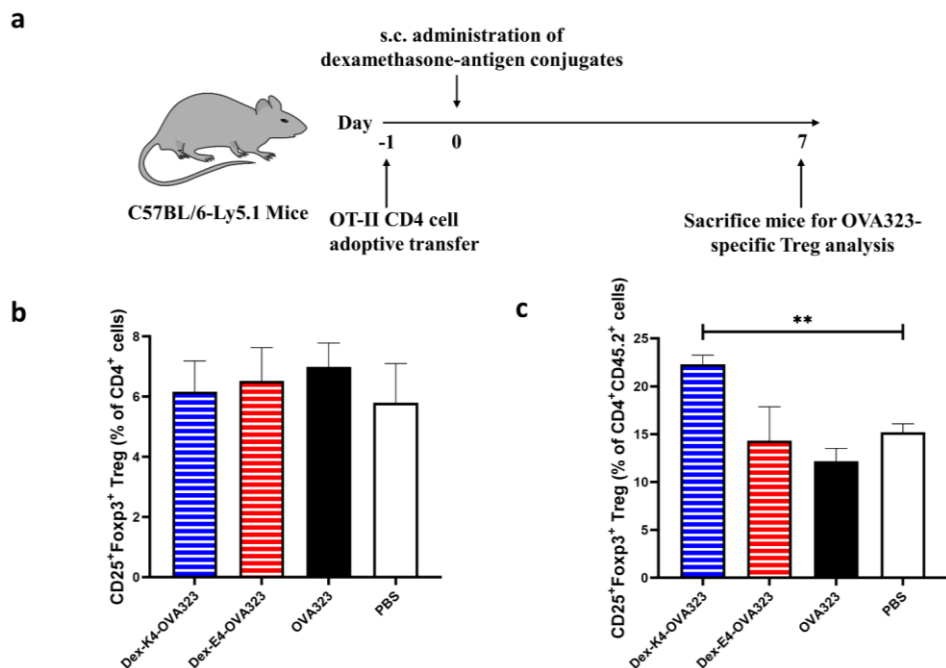 a
s.c. administration of
dexamethasone-antigen conjugates
Day
-1
0
7
C57BL/6-Ly5.1 Mice
OT-II CD4 cell
adoptive transfer
Sacrifice mice for OVA323-
specific Treg analysis
b
CD25⁺Foxp3⁺ Treg (% of CD4⁺ cells)
8
6
4
2
0
Dex-K4-OVA323
Dex-E4-OVA323
OVA323
PBS
c
CD25⁺Foxp3⁺ Treg (% of CD4⁺CD45.2⁺ cells)
25
20
15
10
5
0
**
Dex-K4-OVA323
Dex-E4-OVA323
OVA323
PBS